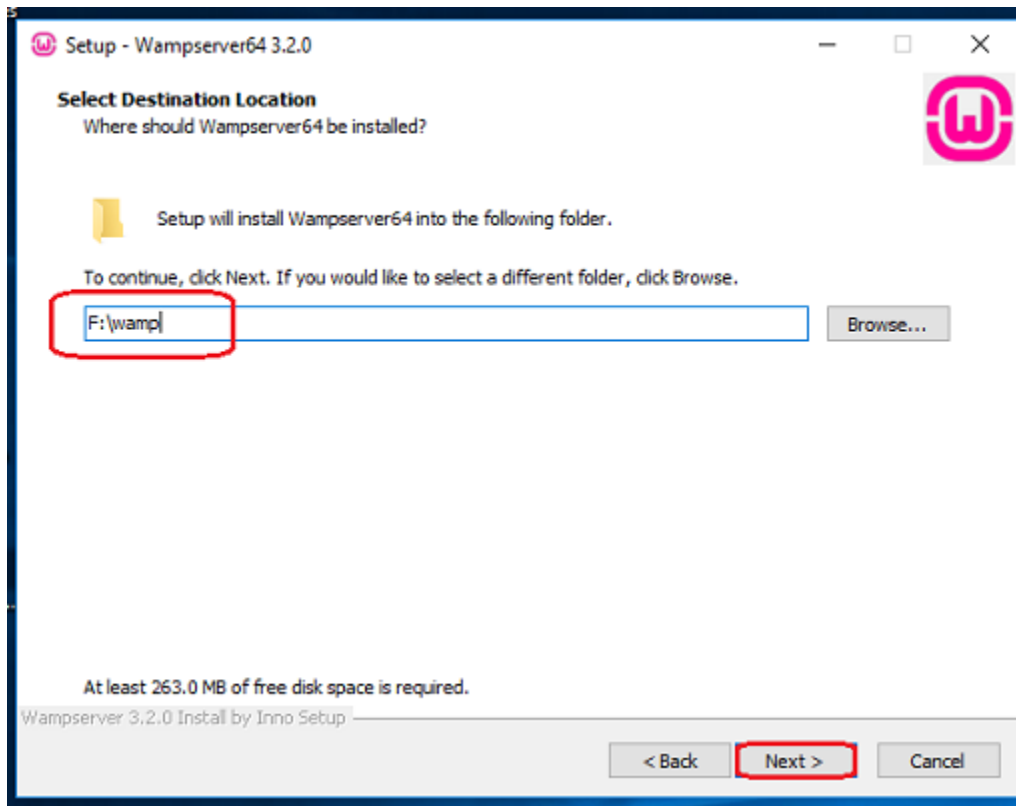 Setup - Wampserver64 3.2.0
Select Destination Location
Where should Wampserver64 be installed?
Setup will install Wampserver64 into the following folder.
To continue, click Next. If you would like to select a different folder, click Browse.
F:\wamp
Browse...
At least 263.0 MB of free disk space is required.
Wampserver 3.2.0 Install by Inno Setup
< Back
Next >
Cancel